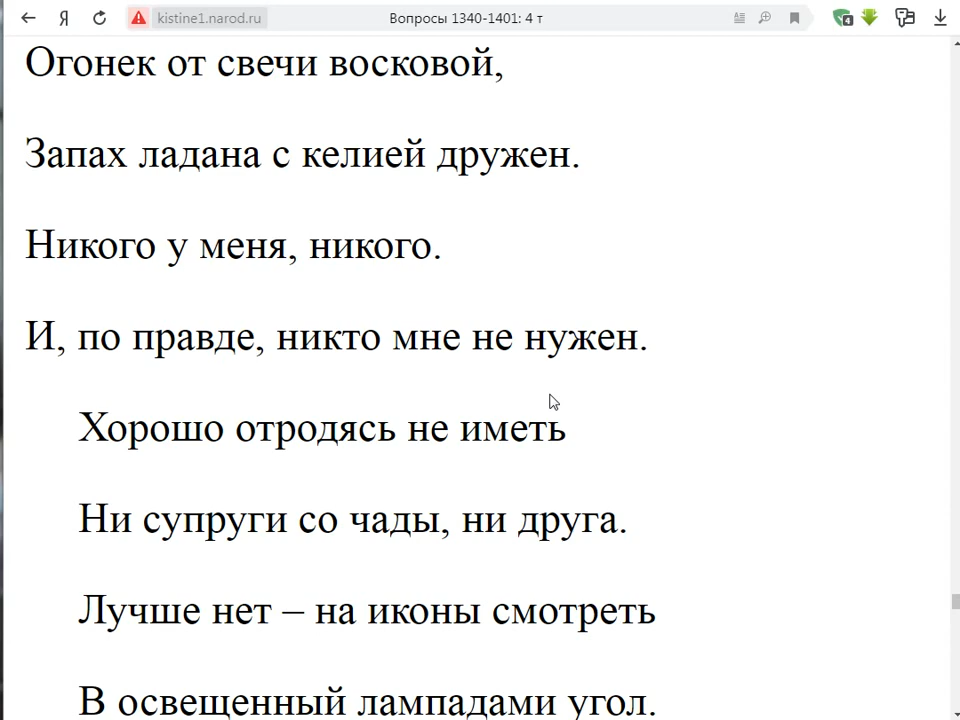 kistine1.narod.ru
Вопросы 1340-1401: 4 т
4
Огонек от свечи восковой,
Запах ладана с келией дружен.
Никого у меня, никого.
И, по правде, никто мне не нужен.
Хорошо отродясь не иметь
Ни супруги со чады, ни друга.
Лучше нет – на иконы смотреть
В освещенный лампадами угол.